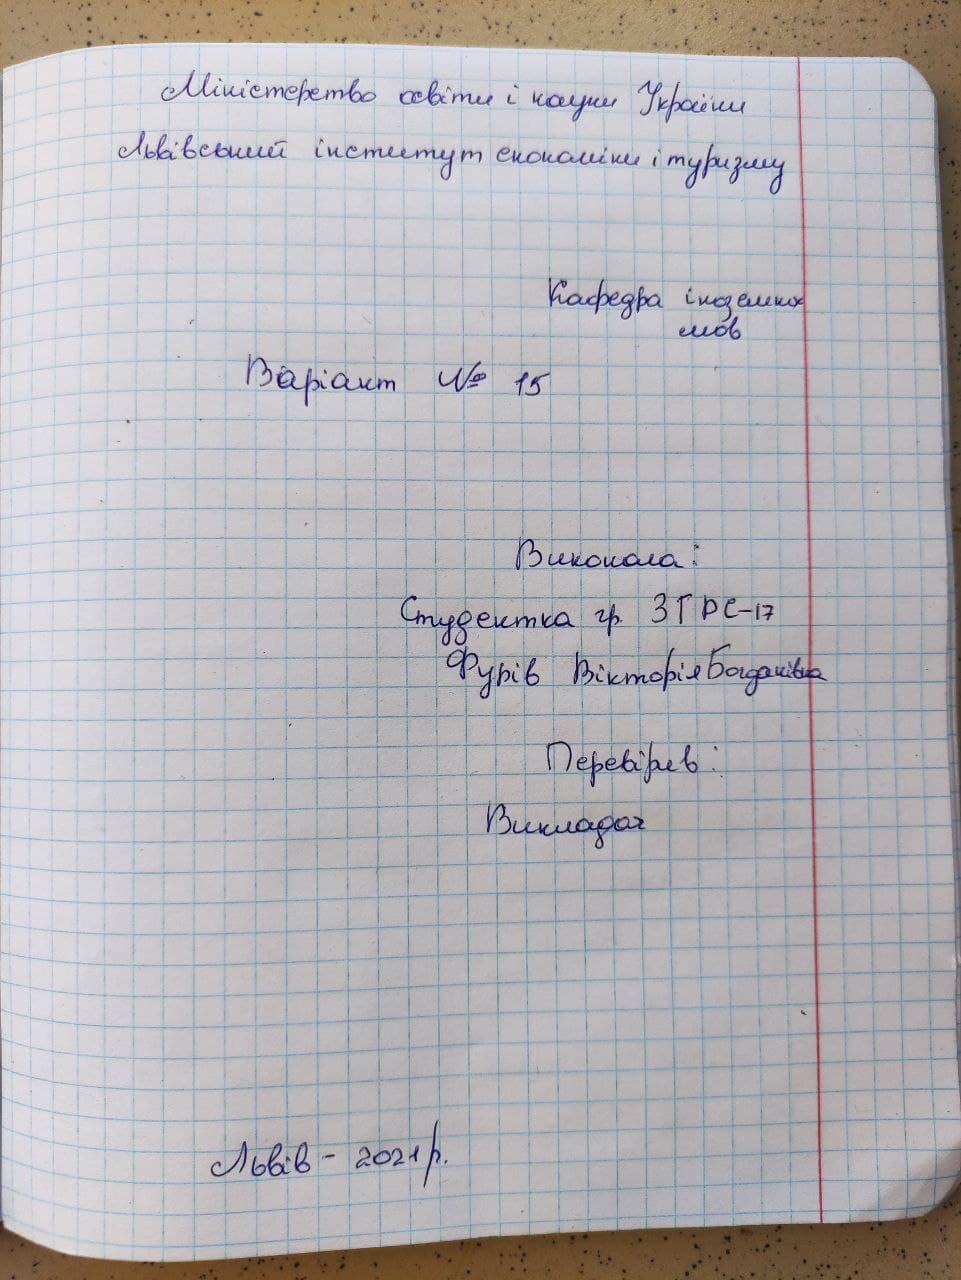 Міністерство освіти і науки України
Львівський інститут економіки і туризму
Кафедра іноземних
мов
Варіант № 15
Виконала:
Студентка гр. ЗГРС-17
Фурів Вікторія Богданівна
Перевірив:
Викладач
Львів - 2021 р.